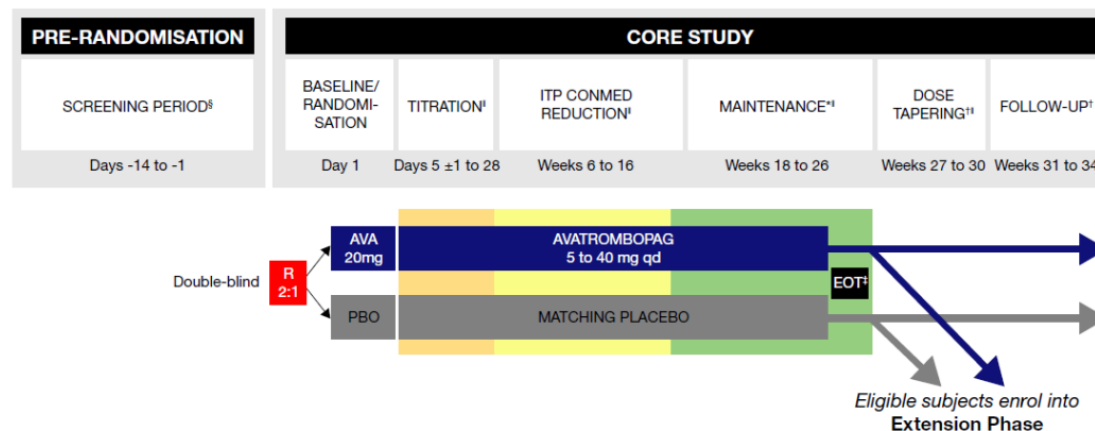 PRE-RANDOMISATION
CORE STUDY
SCREENING PERIOD§
BASELINE/
RANDOMI-
SATION
TITRATION‖
ITP CONMED
REDUCTION‖
MAINTENANCE*‖
DOSE
TAPERING†‖
FOLLOW-UP†
Days -14 to -1
Day 1
Days 5 ±1 to 28
Weeks 6 to 16
Weeks 18 to 26
Weeks 27 to 30
Weeks 31 to 34
Double-blind
R
2:1
AVA
20mg
AVATROMBOPAG
5 to 40 mg qd
EOT‡
PBO
MATCHING PLACEBO
Eligible subjects enrol into
Extension Phase